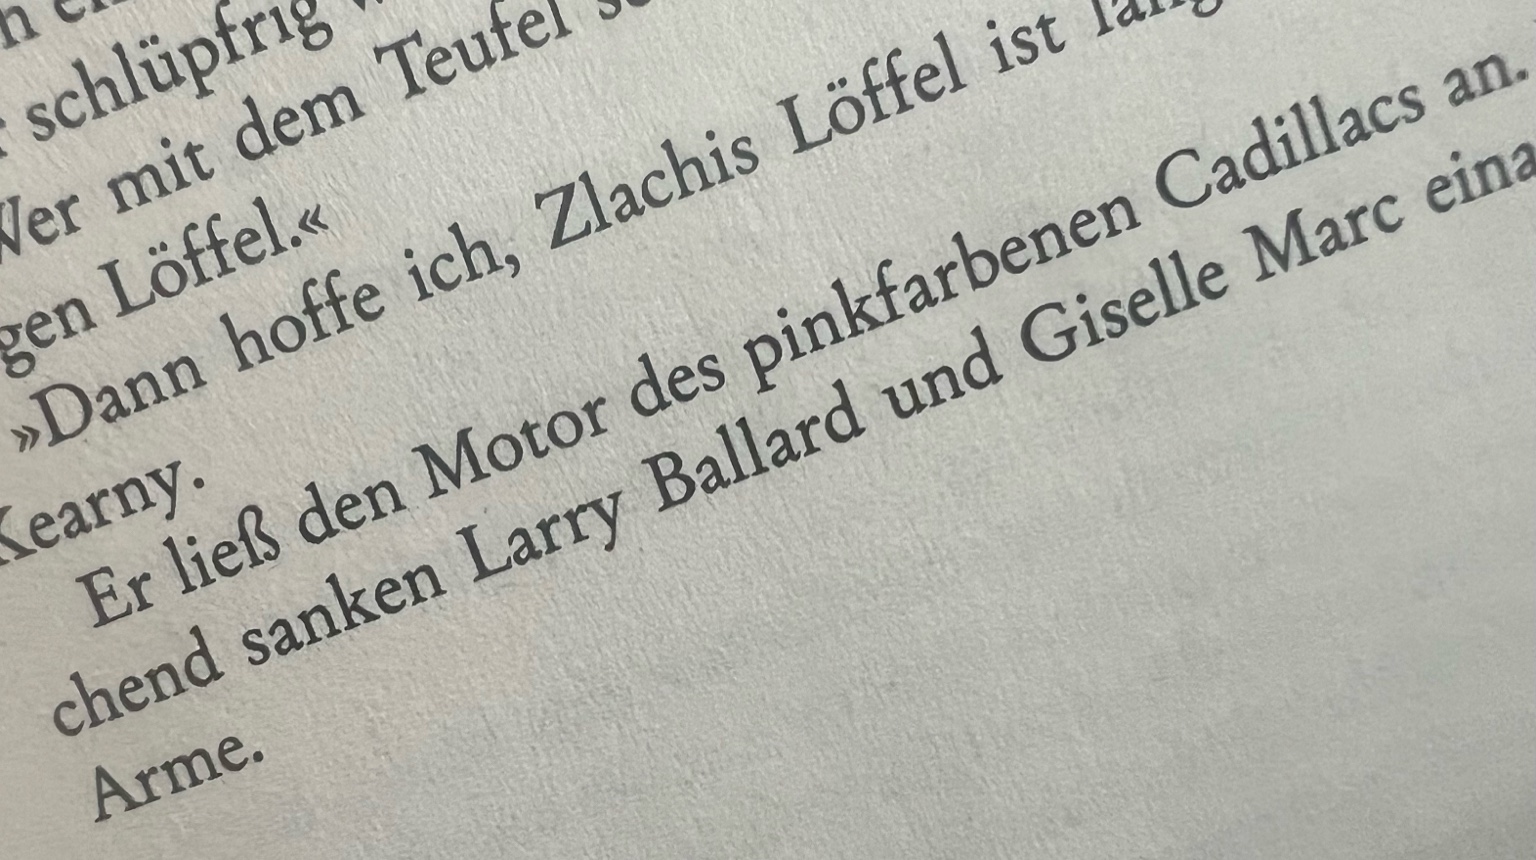 schlüpfrig
Wer mit dem Teufel
gen Löffel.«
»Dann hoffe ich, Zlachis Löffel ist
Kearny.
Er ließ den Motor des pinkfarbenen Cadillacs an.
chend sanken Larry Ballard und Giselle Marc eina
Arme.